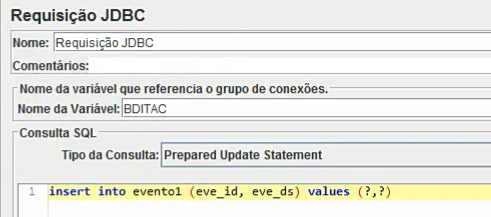 Requisição JDBC
Nome: Requisição JDBC
Comentários:
Nome da variável que referencia o grupo de conexões.
Nome da Variável: BDITAC
Consulta SQL
Tipo da Consulta: Prepared Update Statement
1 insert into evento1 (eve_id, eve_ds) values (?,?)